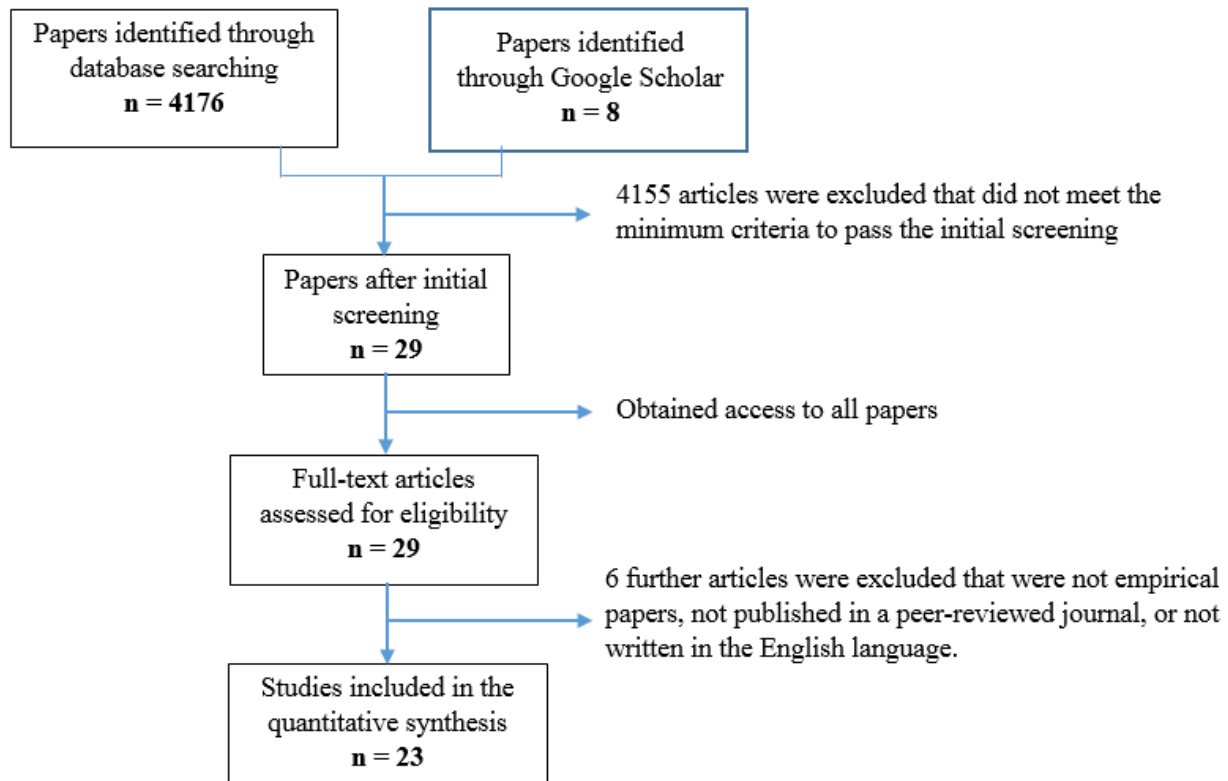 Papers identified through
database searching
n = 4176
Papers identified
through Google Scholar
n = 8
4155 articles were excluded that did not meet the
minimum criteria to pass the initial screening
Papers after initial
screening
n = 29
Obtained access to all papers
Full-text articles
assessed for eligibility
n = 29
6 further articles were excluded that were not empirical
papers, not published in a peer-reviewed journal, or not
written in the English language.
Studies included in the
quantitative synthesis
n = 23